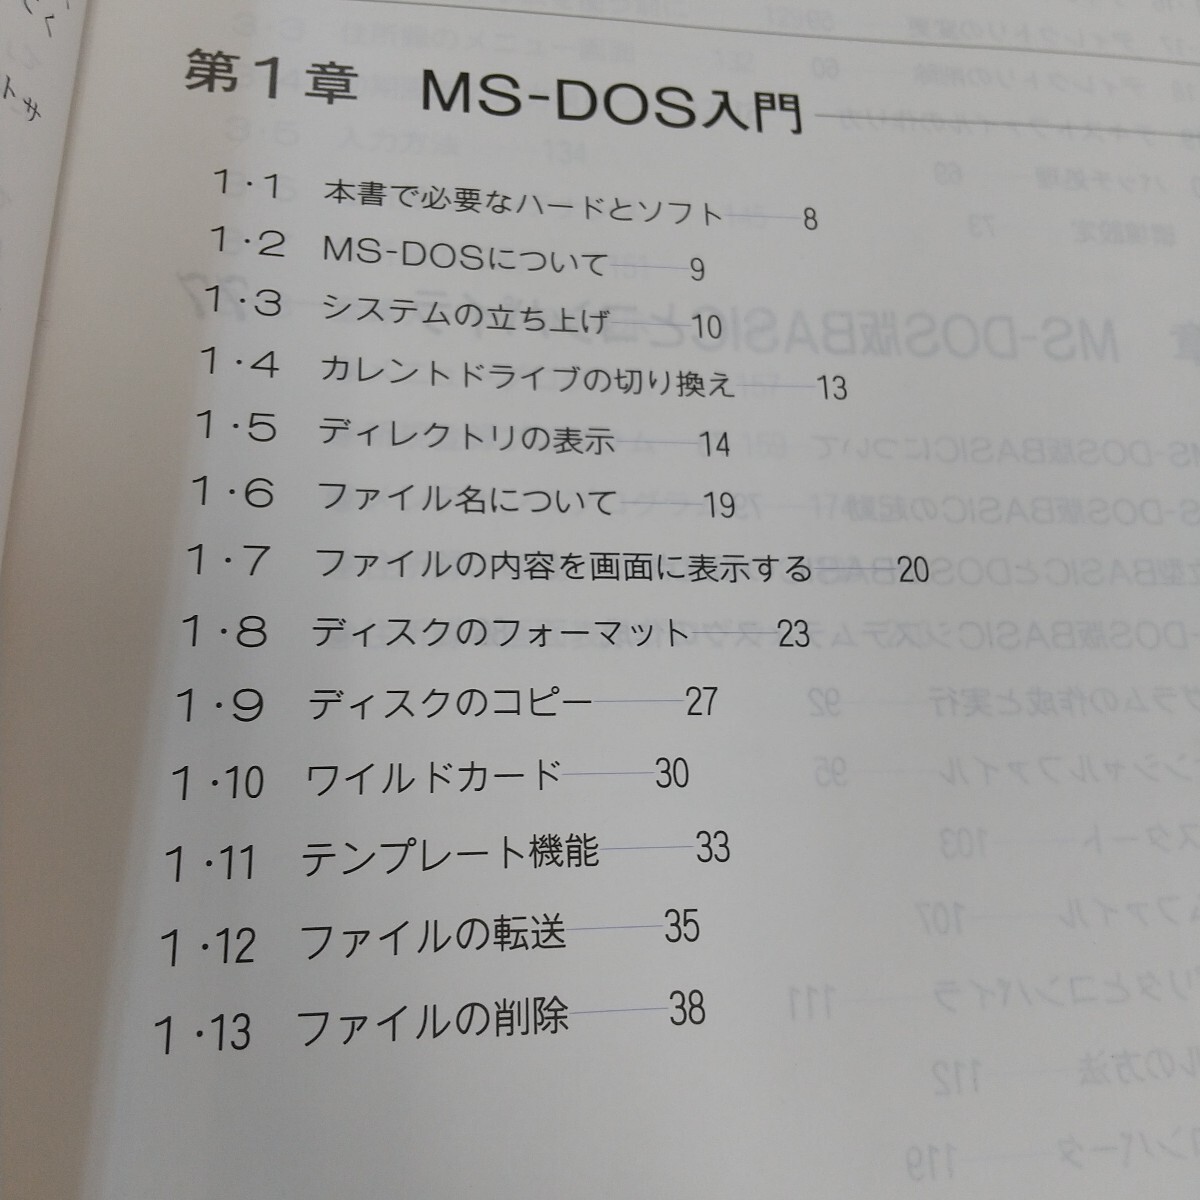 第1章 MS-DOS入門
1・1 本書で必要なハードとソフト 8
1・2 MS-DOSについて 9
1・3 システムの立ち上げ 10
1・4 カレントドライブの切り換え 13
1・5 ディレクトリの表示 14
1・6 ファイル名について 19
1・7 ファイルの内容を画面に表示する 20
1・8 ディスクのフォーマット 23
1・9 ディスクのコピー 27
1・10 ワイルドカード 30
1・11 テンプレート機能 33
1・12 ファイルの転送 35
1・13 ファイルの削除 38